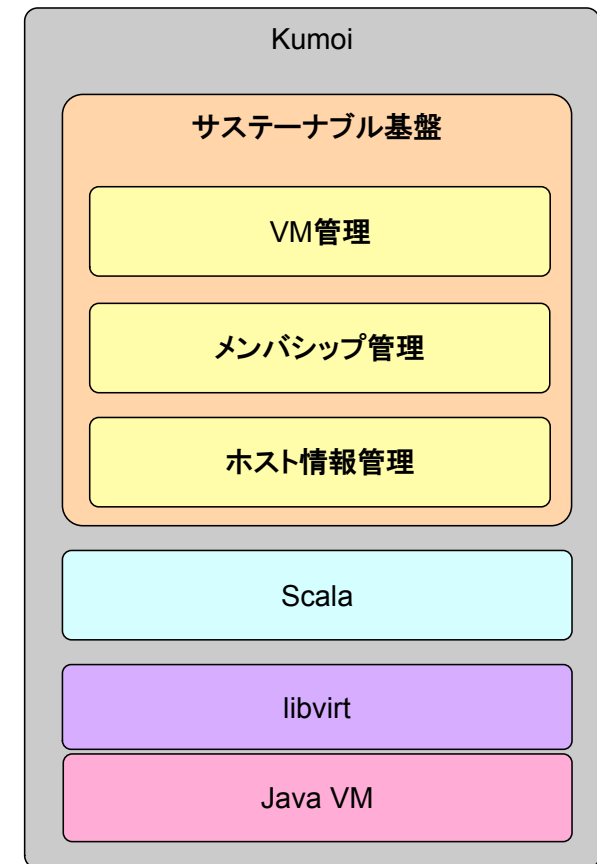 Kumoi
サステーナブル基盤
VM管理
メンバシップ管理
ホスト情報管理
Scala
libvirt
Java VM